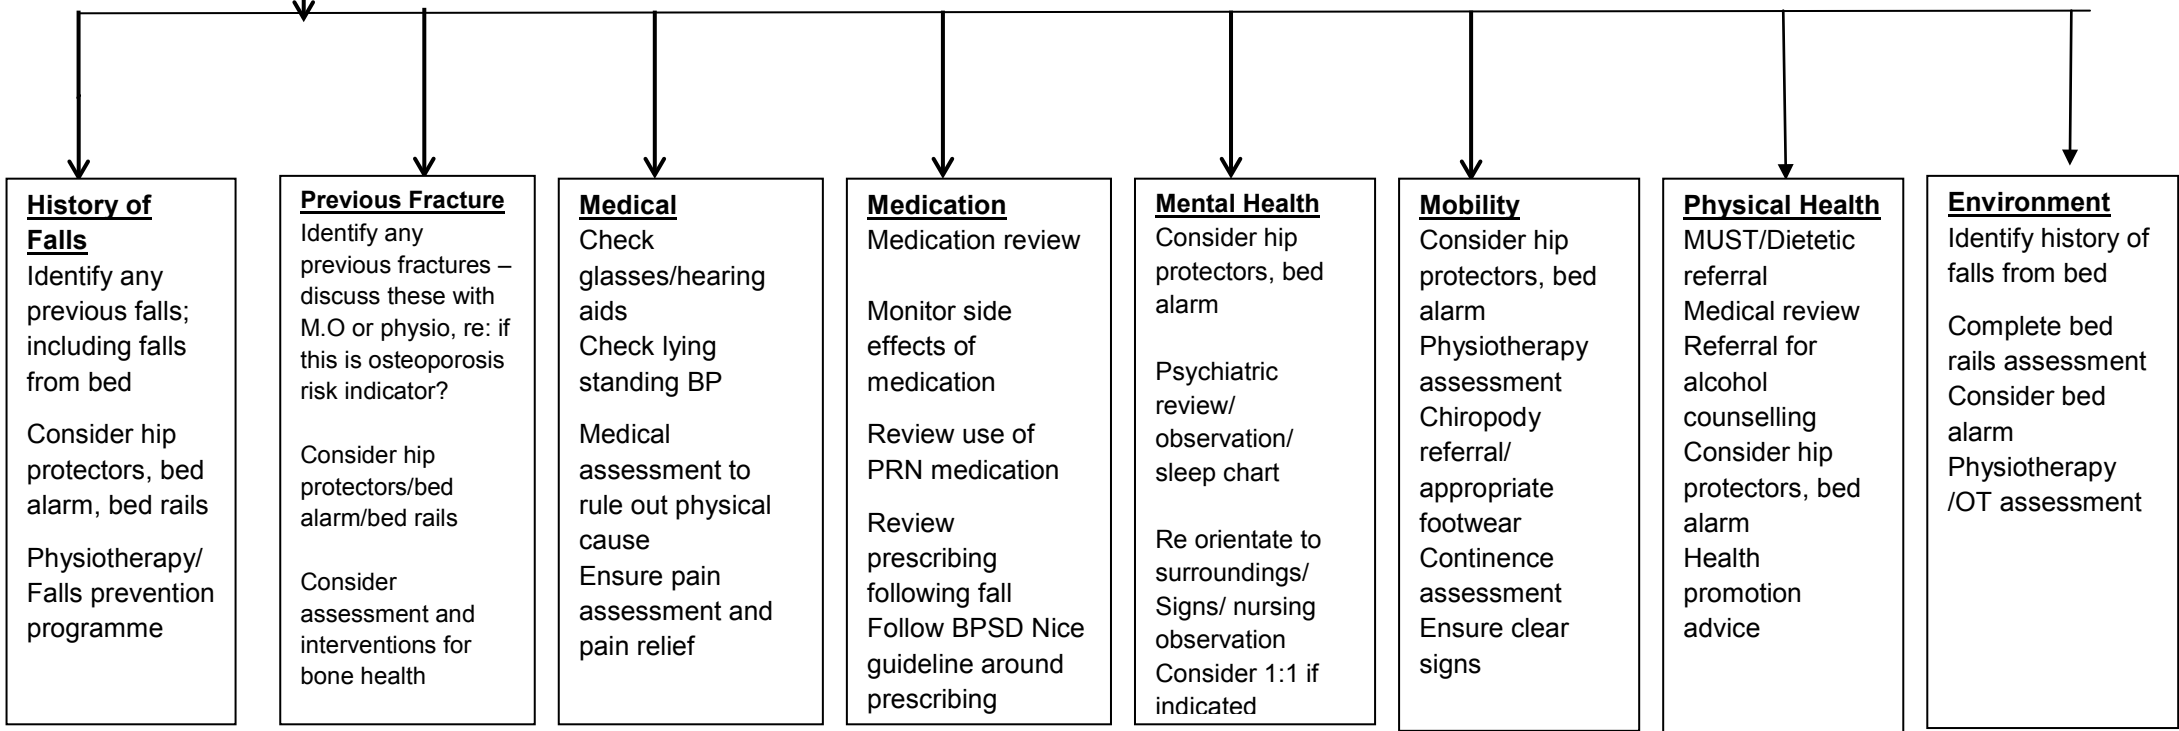 History of
Falls
Identify any
previous falls;
including falls
from bed
Consider hip
protectors, bed
alarm, bed rails
Physiotherapy/
Falls prevention
programme
Previous Fracture
Identify any
previous fractures –
discuss these with
M.O or physio, re: if
this is osteoporosis
risk indicator?
Consider hip
protectors/bed
alarm/bed rails
Consider
assessment and
interventions for
bone health
Medical
Check
glasses/hearing
aids
Check lying
standing BP
Medical
assessment to
rule out physical
cause
Ensure pain
assessment and
pain relief
Medication
Medication review
Monitor side
effects of
medication
Review use of
PRN medication
Review
prescribing
following fall
Follow BPSD Nice
guideline around
prescribing
Mental Health
Consider hip
protectors, bed
alarm
Psychiatric
review/
observation/
sleep chart
Re orientate to
surroundings/
Signs/ nursing
observation
Consider 1:1 if
indicated
Mobility
Consider hip
protectors, bed
alarm
Physiotherapy
assessment
Chiropody
referral/
appropriate
footwear
Continence
assessment
Ensure clear
signs
Physical Health
MUST/Dietetic
referral
Medical review
Referral for
alcohol
counselling
Consider hip
protectors, bed
alarm
Health
promotion
advice
Environment
Identify history of
falls from bed
Complete bed
rails assessment
Consider bed
alarm
Physiotherapy
/OT assessment